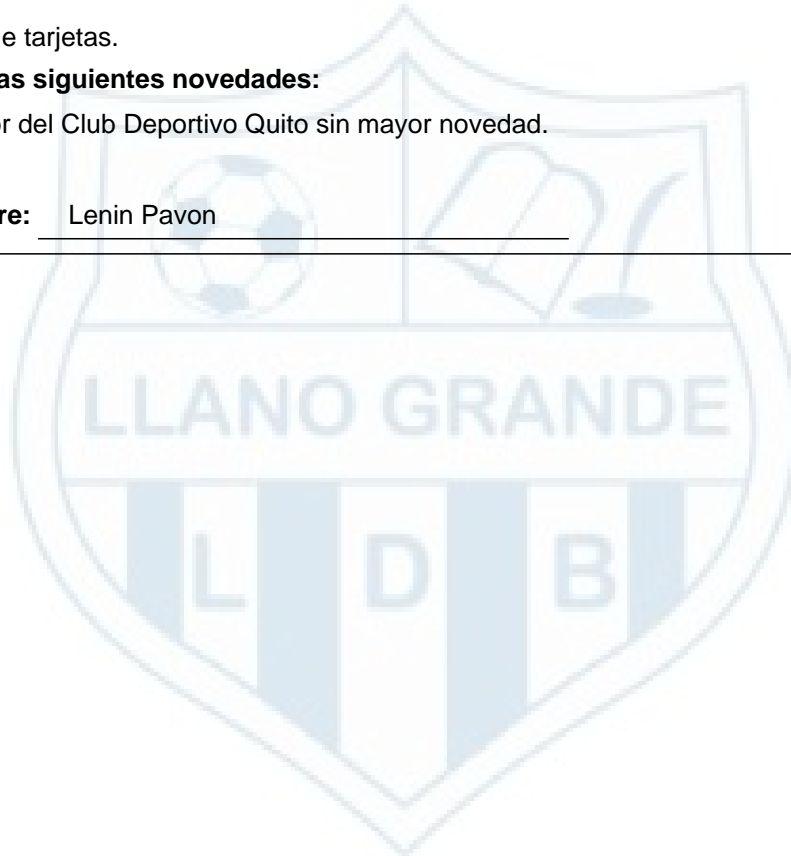 e tarjetas.
as siguientes novedades:
or del Club Deportivo Quito sin mayor novedad.
re: Lenin Pavon
LLANO GRANDE
L D B